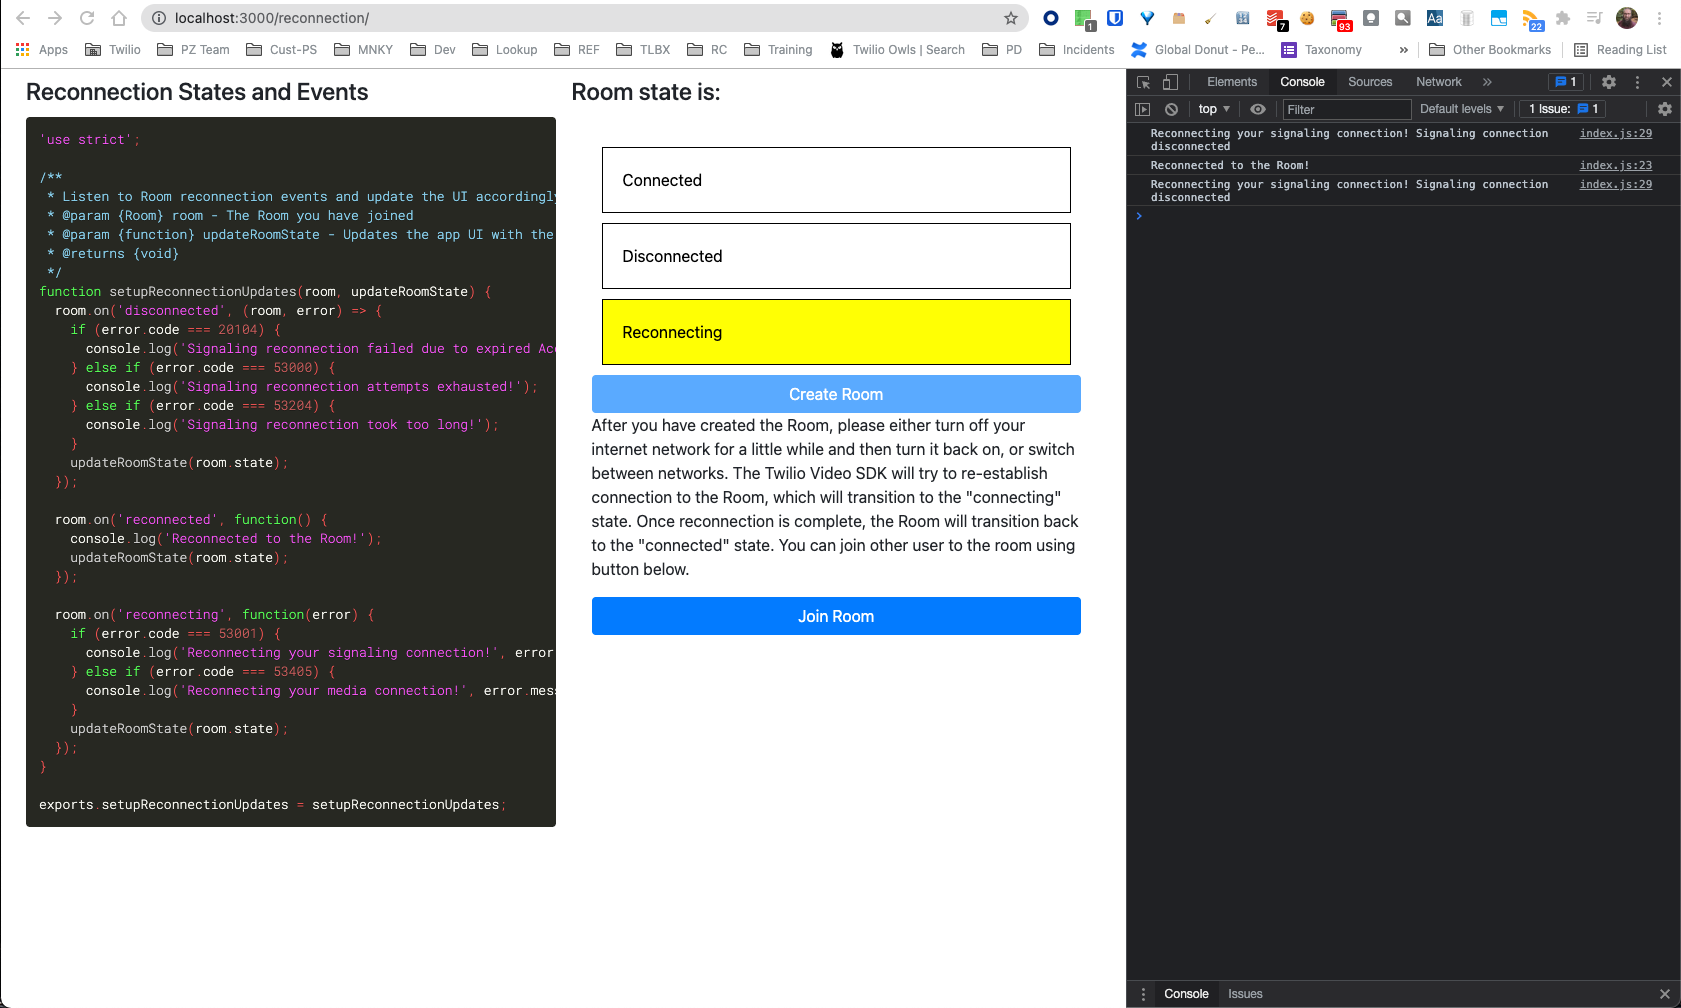 localhost:3000/reconnection/
1
7
93
Aa
22
Apps
Twilio
PZ Team
Cust-PS
MNKY
Dev
Lookup
REF
TLBX
RC
Training
Twilio Owls | Search
PD
Incidents
Global Donut - Pe...
Taxonomy
»
Other Bookmarks
Reading List
Reconnection States and Events
'use strict';
/**
* Listen to Room reconnection events and update the UI accordingly
* @param {Room} room - The Room you have joined
* @param {function} updateRoomState - Updates the app UI with the
* @returns {void}
*/
function setupReconnectionUpdates(room, updateRoomState) {
room.on('disconnected', (room, error) => {
if (error.code === 20104) {
console.log('Signaling reconnection failed due to expired Acc
} else if (error.code === 53000) {
console.log('Signaling reconnection attempts exhausted!');
} else if (error.code === 53204) {
console.log('Signaling reconnection took too long!');
}
updateRoomState(room.state);
});
room.on('reconnected', function() {
console.log('Reconnected to the Room!');
updateRoomState(room.state);
});
room.on('reconnecting', function(error) {
if (error.code === 53001) {
console.log('Reconnecting your signaling connection!', error
} else if (error.code === 53405) {
console.log('Reconnecting your media connection!', error.mess
}
updateRoomState(room.state);
});
}
exports.setupReconnectionUpdates = setupReconnectionUpdates;
Room state is:
Connected
Disconnected
Reconnecting
Create Room
After you have created the Room, please either turn off your
internet network for a little while and then turn it back on, or switch
between networks. The Twilio Video SDK will try to re-establish
connection to the Room, which will transition to the "connecting"
state. Once reconnection is complete, the Room will transition back
to the "connected" state. You can join other user to the room using
button below.
Join Room
Elements
Console
Sources
Network
»
1
top
Filter
Default levels
1 Issue: 1
Reconnecting your signaling connection! Signaling connection index.js:29
disconnected
Reconnected to the Room! index.js:23
Reconnecting your signaling connection! Signaling connection index.js:29
disconnected
Console
Issues